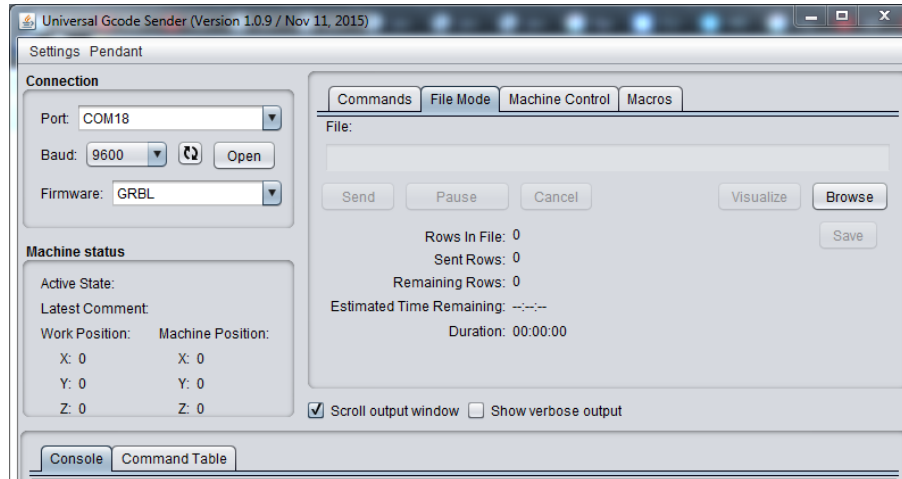 Universal Gcode Sender (Version 1.0.9 / Nov 11, 2015)
Settings Pendant
Connection
Port: COM18
Baud: 9600 Open
Firmware: GRBL
Machine status
Active State:
Latest Comment:
Work Position: Machine Position:
X: 0 X: 0
Y: 0 Y: 0
Z: 0 Z: 0
Commands File Mode Machine Control Macros
File:
Send Pause Cancel Visualize Browse
Save
Rows In File: 0
Sent Rows: 0
Remaining Rows: 0
Estimated Time Remaining: --:--:--
Duration: 00:00:00
Scroll output window Show verbose output
Console Command Table